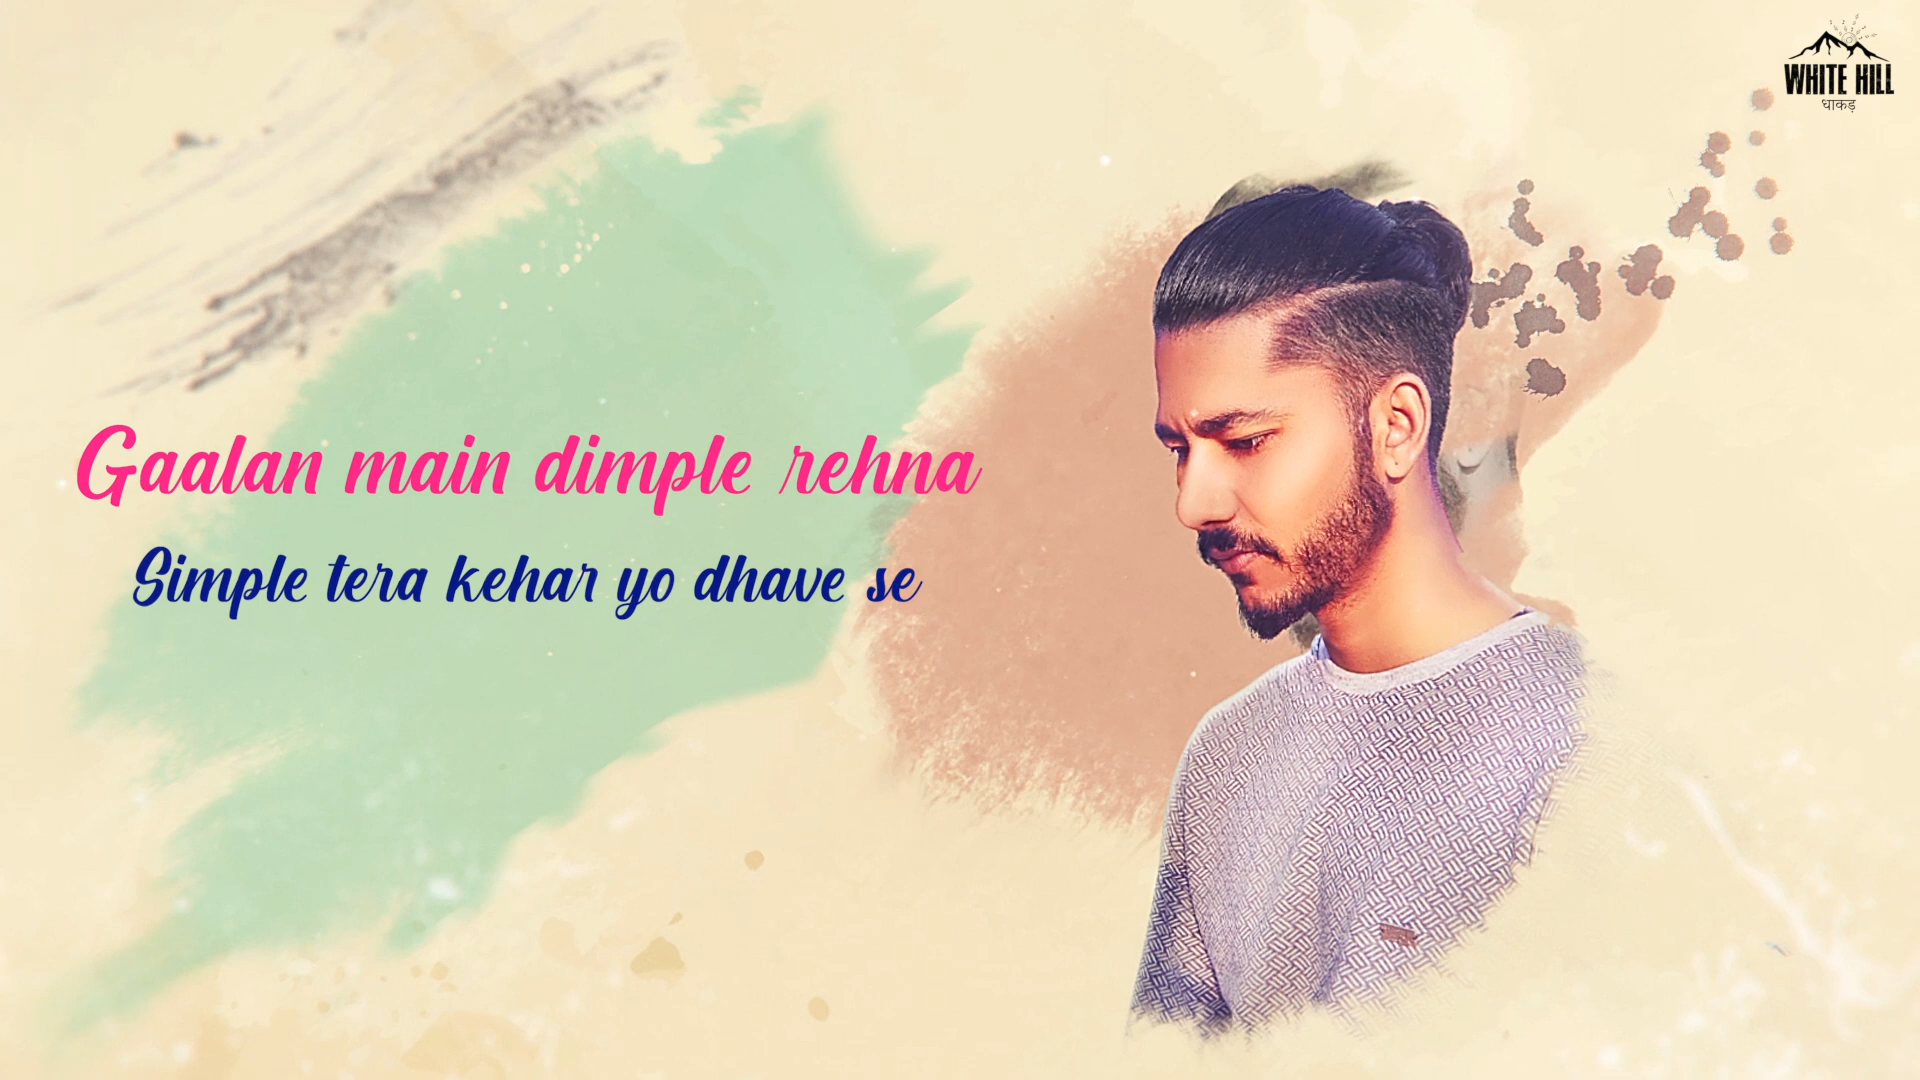 WHITE HILL
धाकड़
Gaalan main dimple rehna
Simple tera kehar yo dhave se